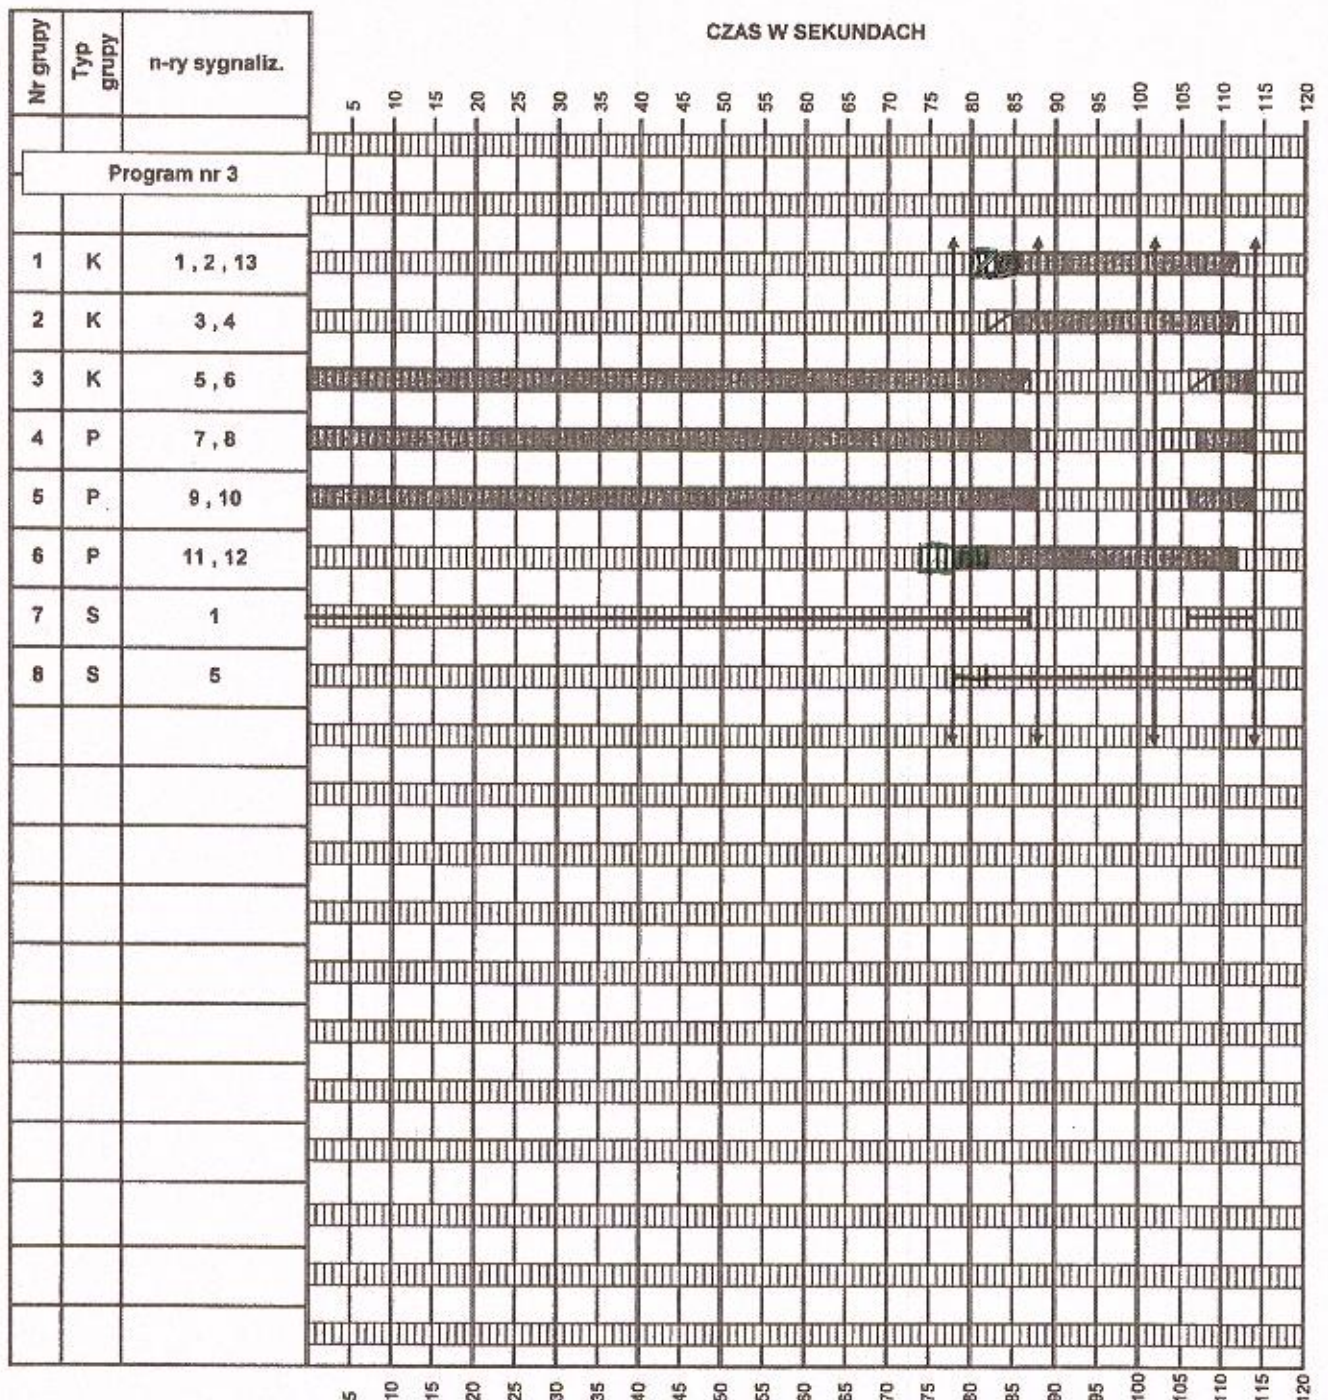 CZAS W SEKUNDACH
Nr grupy Typ grupy n-ry sygnaliz.
5 10 15 20 25 30 35 40 45 50 55 60 65 70 75 80 85 90 95 100 105 110 115 120
Program nr 3
1 K 1 , 2 , 13
2 K 3 , 4
3 K 5 , 6
4 P 7 , 8
5 P 9 , 10
6 P 11 , 12
7 S 1
8 S 5
5 10 15 20 25 30 35 40 45 50 55 60 65 70 75 80 85 90 95 100 105 110 115 120